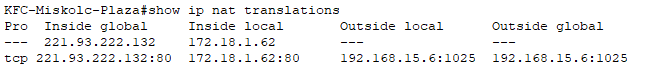 KFC-Miskolc-Plaza#show ip nat translations
Pro  Inside global     Inside local       Outside local      Outside global
---  221.93.222.132    172.18.1.62        ---                ---
tcp 221.93.222.132:80  172.18.1.62:80     192.168.15.6:1025  192.168.15.6:1025